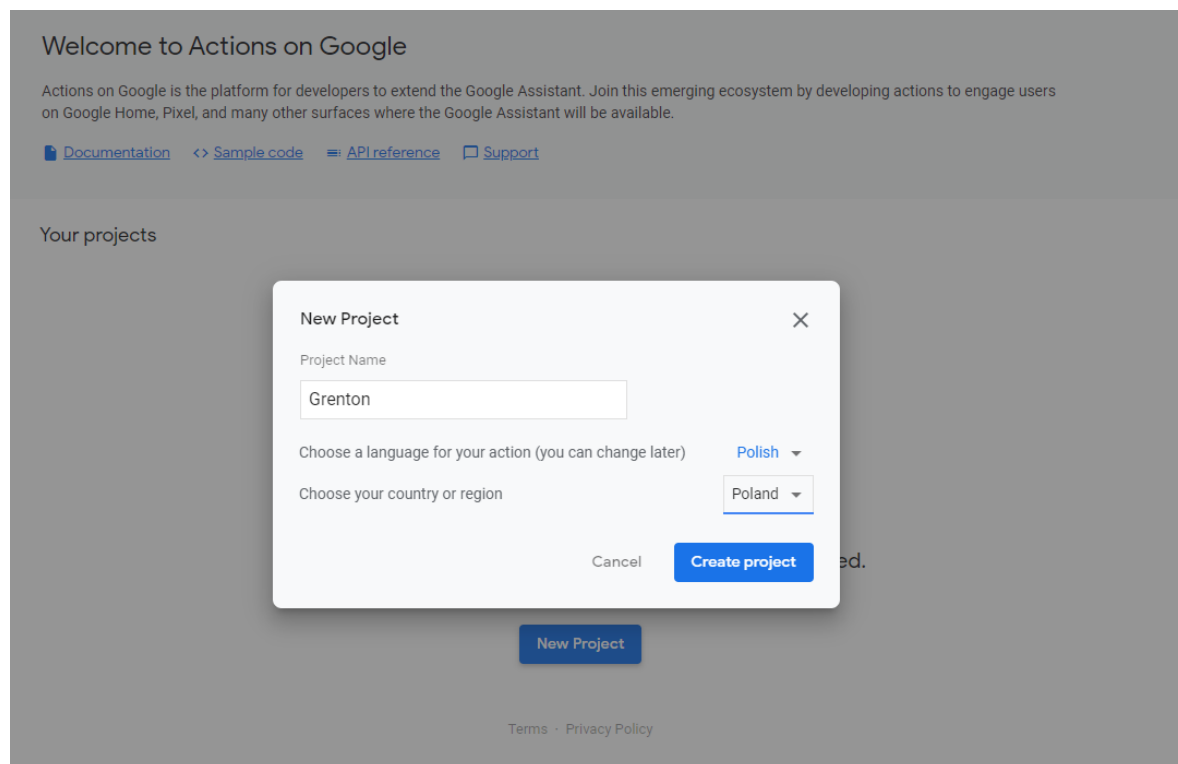 Welcome to Actions on Google
Actions on Google is the platform for developers to extend the Google Assistant. Join this emerging ecosystem by developing actions to engage users
on Google Home, Pixel, and many other surfaces where the Google Assistant will be available.
Documentation <> Sample code API reference Support
Your projects
New Project
Project Name
Grenton
Choose a language for your action (you can change later) Polish
Choose your country or region Poland
Cancel Create project
ed.
New Project
Terms · Privacy Policy